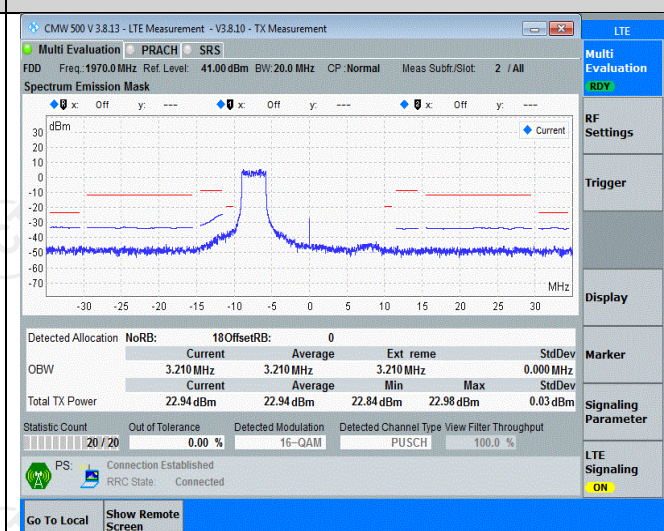 CMW 500 V 3.8.13 - LTE Measurement - V3.8.10 - TX Measurement
LTE
Multi Evaluation PRACH SRS
Multi Evaluation
RDY
FDD Freq.:1970.0 MHz Ref. Level: 41.00 dBm BW:20.0 MHz CP :Normal Meas Subfr./Slot: 2 / All
Spectrum Emission Mask
x: Off y: --- 1 x: Off y: --- x: Off y: ---
dBm
Current
30
20
10
0
-10
-20
-30
-40
-50
-60
-70
MHz
-30 -25 -20 -15 -10 -5 0 5 10 15 20 25 30
RF Settings
Trigger
Display
Marker
Signaling Parameter
LTE Signaling
ON
Detected Allocation NoRB: 18OffsetRB: 0
Current Average Ext reme StdDev
OBW 3.210 MHz 3.210 MHz 3.210 MHz 0.000 MHz
Current Average Min Max StdDev
Total TX Power 22.94 dBm 22.94 dBm 22.84 dBm 22.98 dBm 0.03 dBm
Statistic Count Out of Tolerance Detected Modulation Detected Channel Type View Filter Throughput
20 / 20 0.00 % 16-QAM PUSCH 100.0 %
PS: Connection Established
RRC State: Connected
Go To Local
Show Remote Screen